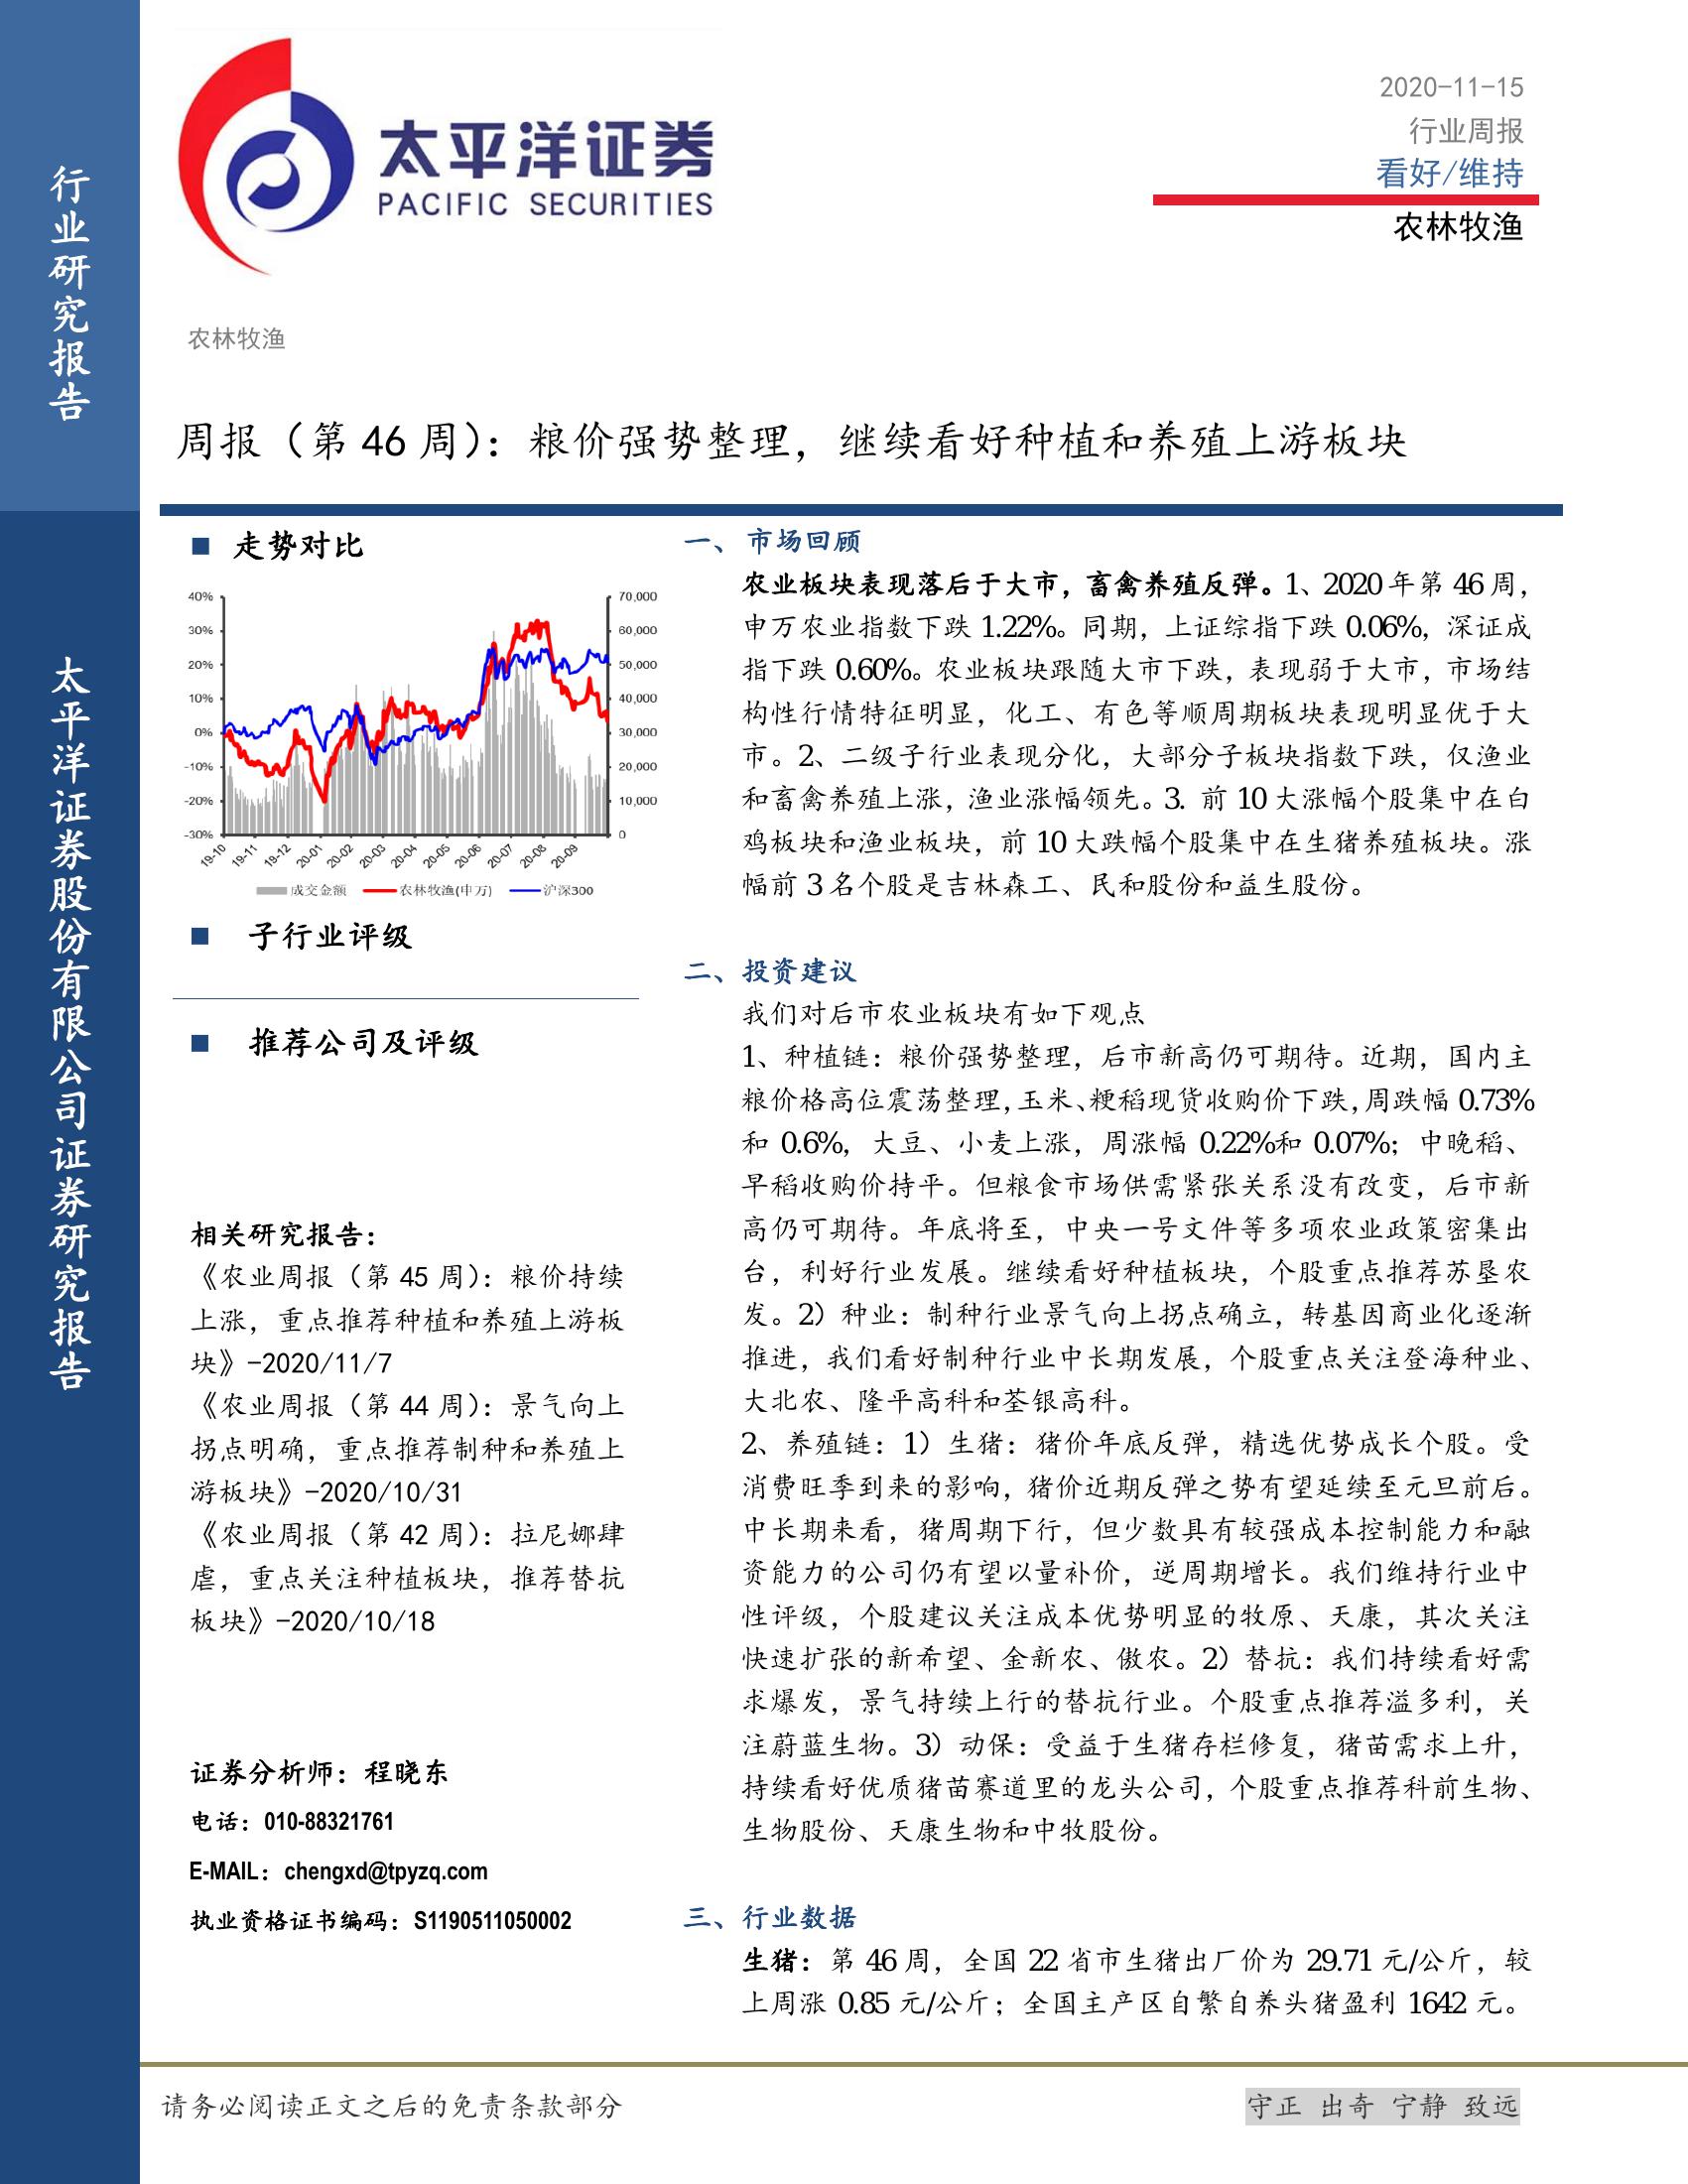 行业研究报告
太平洋证券股份有限公司证券研究报告
太平洋证券
PACIFIC SECURITIES
2020-11-15
行业周报
看好/维持
农林牧渔
农林牧渔
周报（第 46 周）：粮价强势整理，继续看好种植和养殖上游板块
■ 走势对比
40%
30%
20%
10%
0%
-10%
-20%
-30%
70,000
60,000
50,000
40,000
30,000
20,000
10,000
0
19-10
19-11
19-12
20-01
20-02
20-03
20-04
20-05
20-06
20-07
20-08
20-09
成交金额 农林牧渔(申万) 沪深300
■ 子行业评级
■ 推荐公司及评级
相关研究报告：
《农业周报（第 45 周）：粮价持续
上涨，重点推荐种植和养殖上游板
块》-2020/11/7
《农业周报（第 44 周）：景气向上
拐点明确，重点推荐制种和养殖上
游板块》-2020/10/31
《农业周报（第 42 周）：拉尼娜肆
虐，重点关注种植板块，推荐替抗
板块》-2020/10/18
证券分析师：程晓东
电话：010-88321761
E-MAIL：chengxd@tpyzq.com
执业资格证书编码：S1190511050002
一、 市场回顾
农业板块表现落后于大市，畜禽养殖反弹。1、2020 年第 46 周，
申万农业指数下跌 1.22%。同期，上证综指下跌 0.06%，深证成
指下跌 0.60%。农业板块跟随大市下跌，表现弱于大市，市场结
构性行情特征明显，化工、有色等顺周期板块表现明显优于大
市。2、二级子行业表现分化，大部分子板块指数下跌，仅渔业
和畜禽养殖上涨，渔业涨幅领先。3. 前 10 大涨幅个股集中在白
鸡板块和渔业板块，前 10 大跌幅个股集中在生猪养殖板块。涨
幅前 3 名个股是吉林森工、民和股份和益生股份。
二、投资建议
我们对后市农业板块有如下观点
1、种植链：粮价强势整理，后市新高仍可期待。近期，国内主
粮价格高位震荡整理，玉米、粳稻现货收购价下跌，周跌幅 0.73%
和 0.6%，大豆、小麦上涨，周涨幅 0.22%和 0.07%；中晚稻、
早稻收购价持平。但粮食市场供需紧张关系没有改变，后市新
高仍可期待。年底将至，中央一号文件等多项农业政策密集出
台，利好行业发展。继续看好种植板块，个股重点推荐苏垦农
发。2）种业：制种行业景气向上拐点确立，转基因商业化逐渐
推进，我们看好制种行业中长期发展，个股重点关注登海种业、
大北农、隆平高科和荃银高科。
2、养殖链：1）生猪：猪价年底反弹，精选优势成长个股。受
消费旺季到来的影响，猪价近期反弹之势有望延续至元旦前后。
中长期来看，猪周期下行，但少数具有较强成本控制能力和融
资能力的公司仍有望以量补价，逆周期增长。我们维持行业中
性评级，个股建议关注成本优势明显的牧原、天康，其次关注
快速扩张的新希望、金新农、傲农。2）替抗：我们持续看好需
求爆发，景气持续上行的替抗行业。个股重点推荐溢多利，关
注蔚蓝生物。3）动保：受益于生猪存栏修复，猪苗需求上升，
持续看好优质猪苗赛道里的龙头公司，个股重点推荐科前生物、
生物股份、天康生物和中牧股份。
三、行业数据
生猪：第 46 周，全国 22 省市生猪出厂价为 29.71 元/公斤，较
上周涨 0.85 元/公斤；全国主产区自繁自养头猪盈利 1642 元。
请务必阅读正文之后的免责条款部分
守正 出奇 宁静 致远